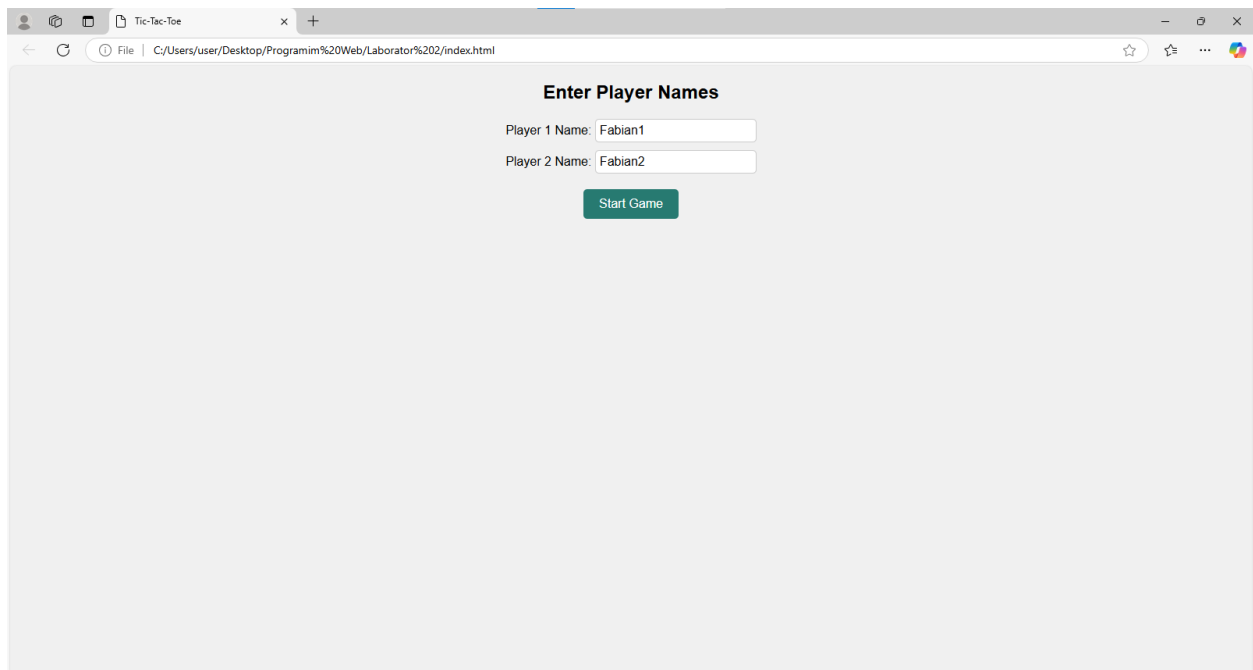 Tic-Tac-Toe
File | C:/Users/user/Desktop/Programim%20Web/Laborator%202/index.html
Enter Player Names
Player 1 Name: Fabian1
Player 2 Name: Fabian2
Start Game